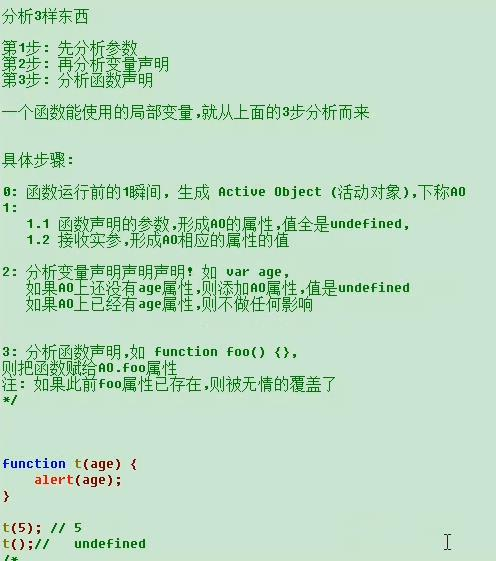 分析3样东西
第1步: 先分析参数
第2步: 再分析变量声明
第3步: 分析函数声明
一个函数能使用的局部变量,就从上面的3步分析而来
具体步骤:
0: 函数运行前的1瞬间, 生成 Active Object (活动对象),下称AO
1:
1.1 函数声明的参数,形成AO的属性,值全是undefined,
1.2 接收实参,形成AO相应的属性的值
2: 分析变量声明声明声明! 如 var age,
如果AO上还没有age属性,则添加AO属性,值是undefined
如果AO上已经有age属性,则不做任何影响
3: 分析函数声明,如 function foo() {},
则把函数赋给AO.foo属性
注: 如果此前foo属性已存在,则被无情的覆盖了
*/
function t(age) {
alert(age);
}
t(5); // 5
t();// undefined
/*